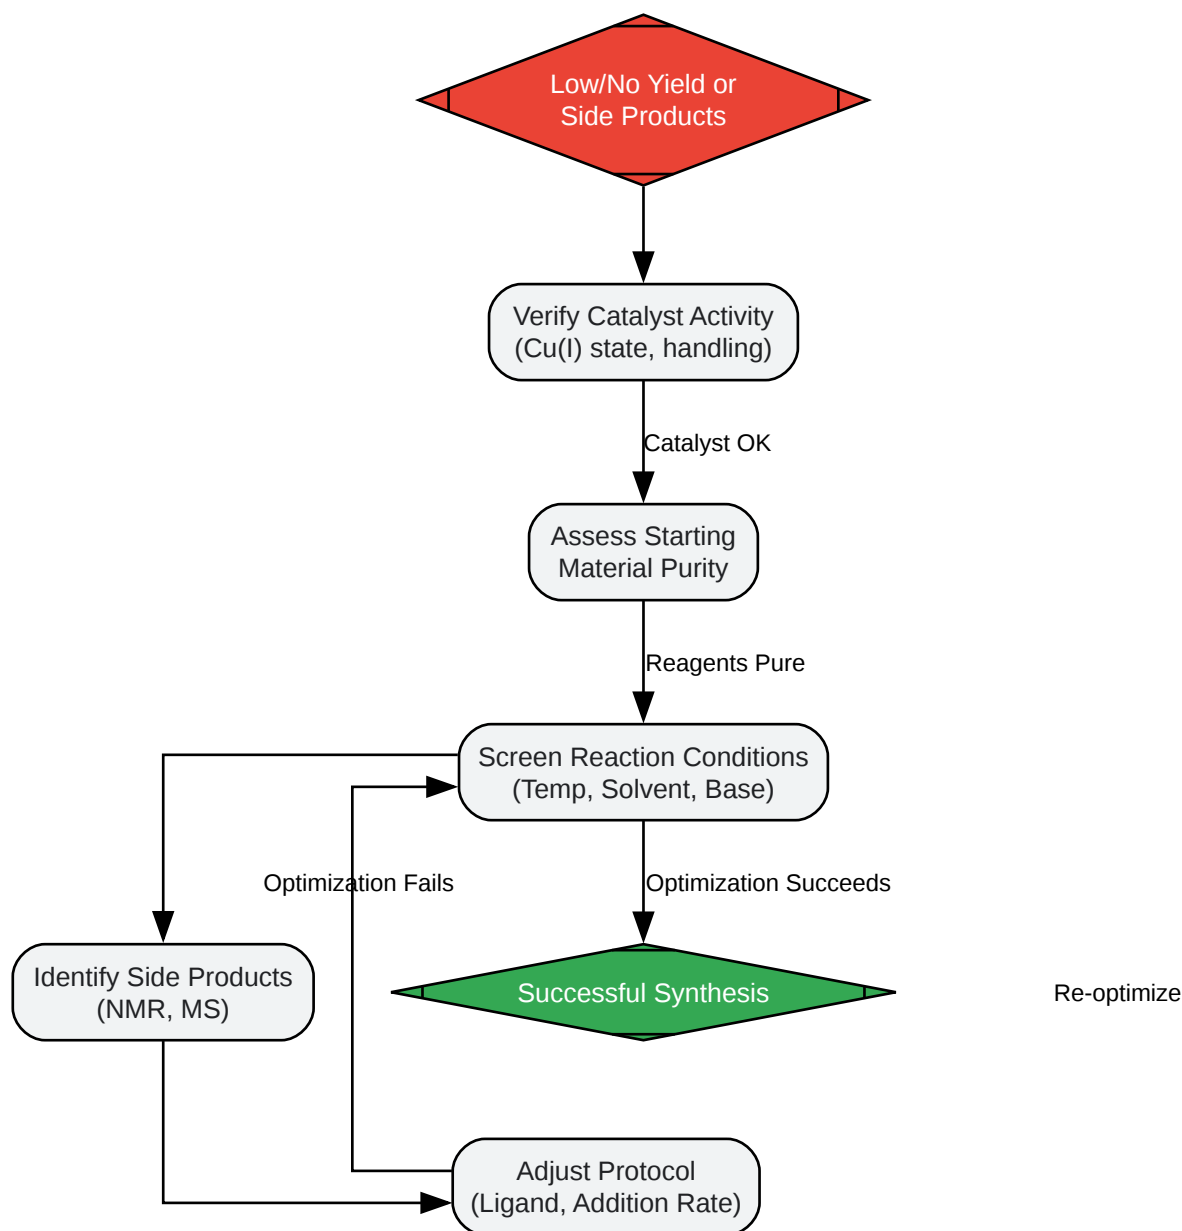 Low/No Yield or
Side Products
Verify Catalyst Activity
(Cu(I) state, handling)
Catalyst OK
Assess Starting
Material Purity
Reagents Pure
Screen Reaction Conditions
(Temp, Solvent, Base)
Optimization Fails
Optimization Succeeds
Identify Side Products
(NMR, MS)
Successful Synthesis
Re-optimize
Adjust Protocol
(Ligand, Addition Rate)